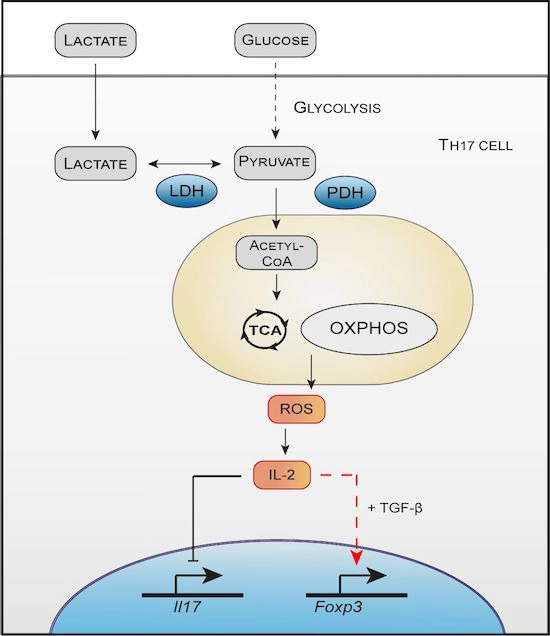 LACTATE
GLUCOSE
GLYCOLYSIS
TH17 CELL
LACTATE
PYRUVATE
LDH
PDH
ACETYL-
COA
TCA
OXPHOS
ROS
IL-2
+ TGF-β
Il17
Foxp3